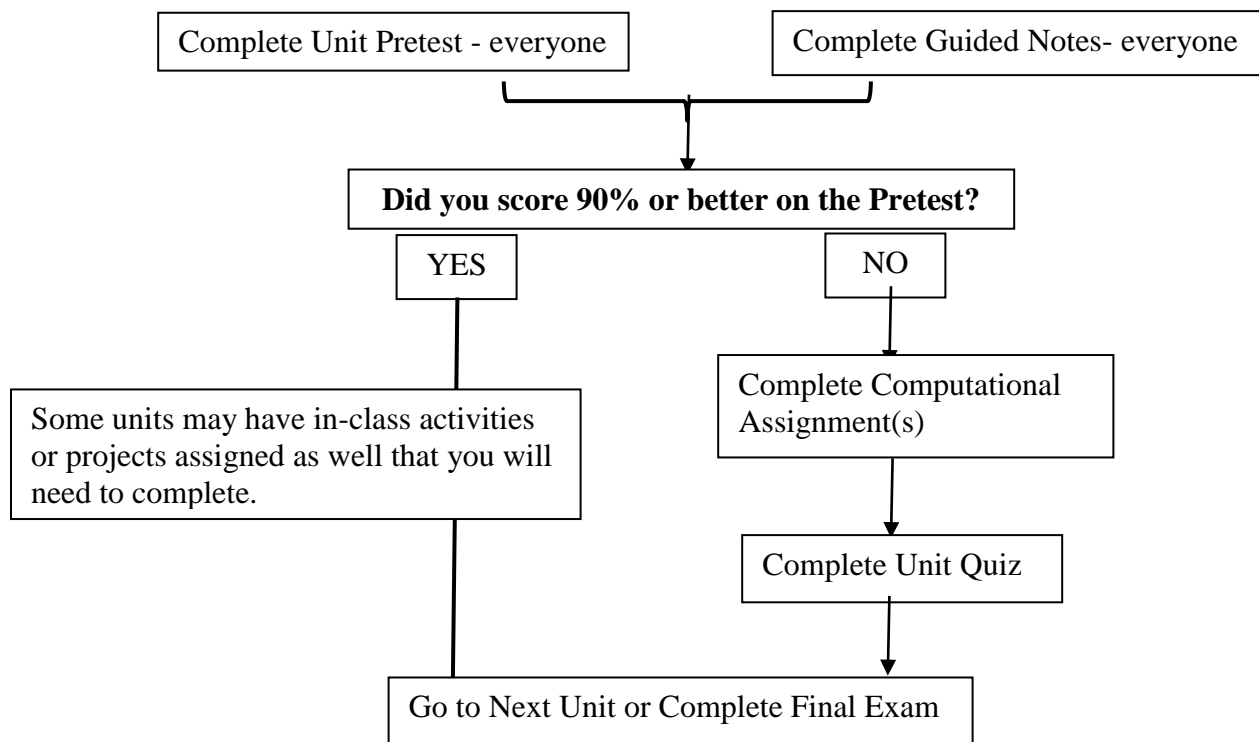 Complete Unit Pretest - everyone
Complete Guided Notes- everyone
Did you score 90% or better on the Pretest?
YES
NO
Some units may have in-class activities
or projects assigned as well that you will
need to complete.
Complete Computational
Assignment(s)
Complete Unit Quiz
Go to Next Unit or Complete Final Exam